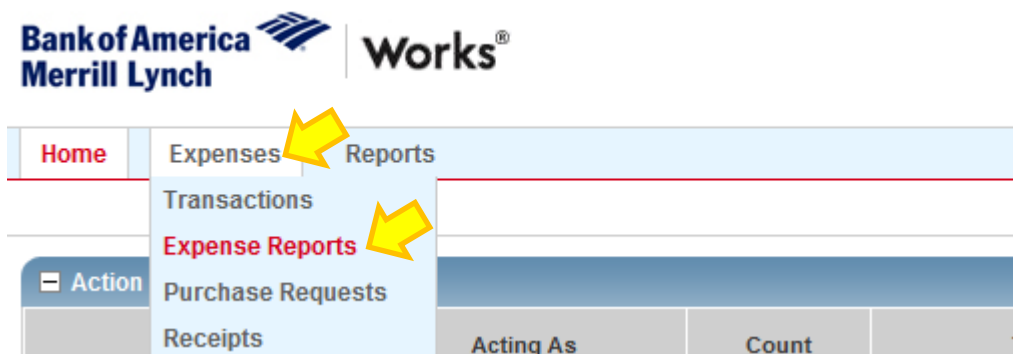 Bank of America
Merrill Lynch
Works®
Home Expenses Reports
Transactions
Expense Reports
Action
Purchase Requests
Receipts
Acting As Count